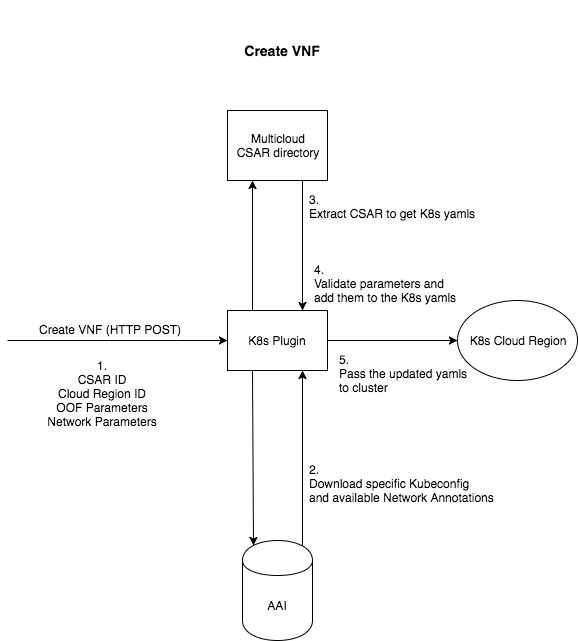 Create VNF
Multicloud
CSAR directory
3.
Extract CSAR to get K8s yamls
4.
Validate parameters and
add them to the K8s yamls
Create VNF (HTTP POST)
K8s Plugin
K8s Cloud Region
1.
CSAR ID
Cloud Region ID
OOF Parameters
Network Parameters
5.
Pass the updated yamls
to cluster
2.
Download specific Kubeconfig
and available Network Annotations
AAI